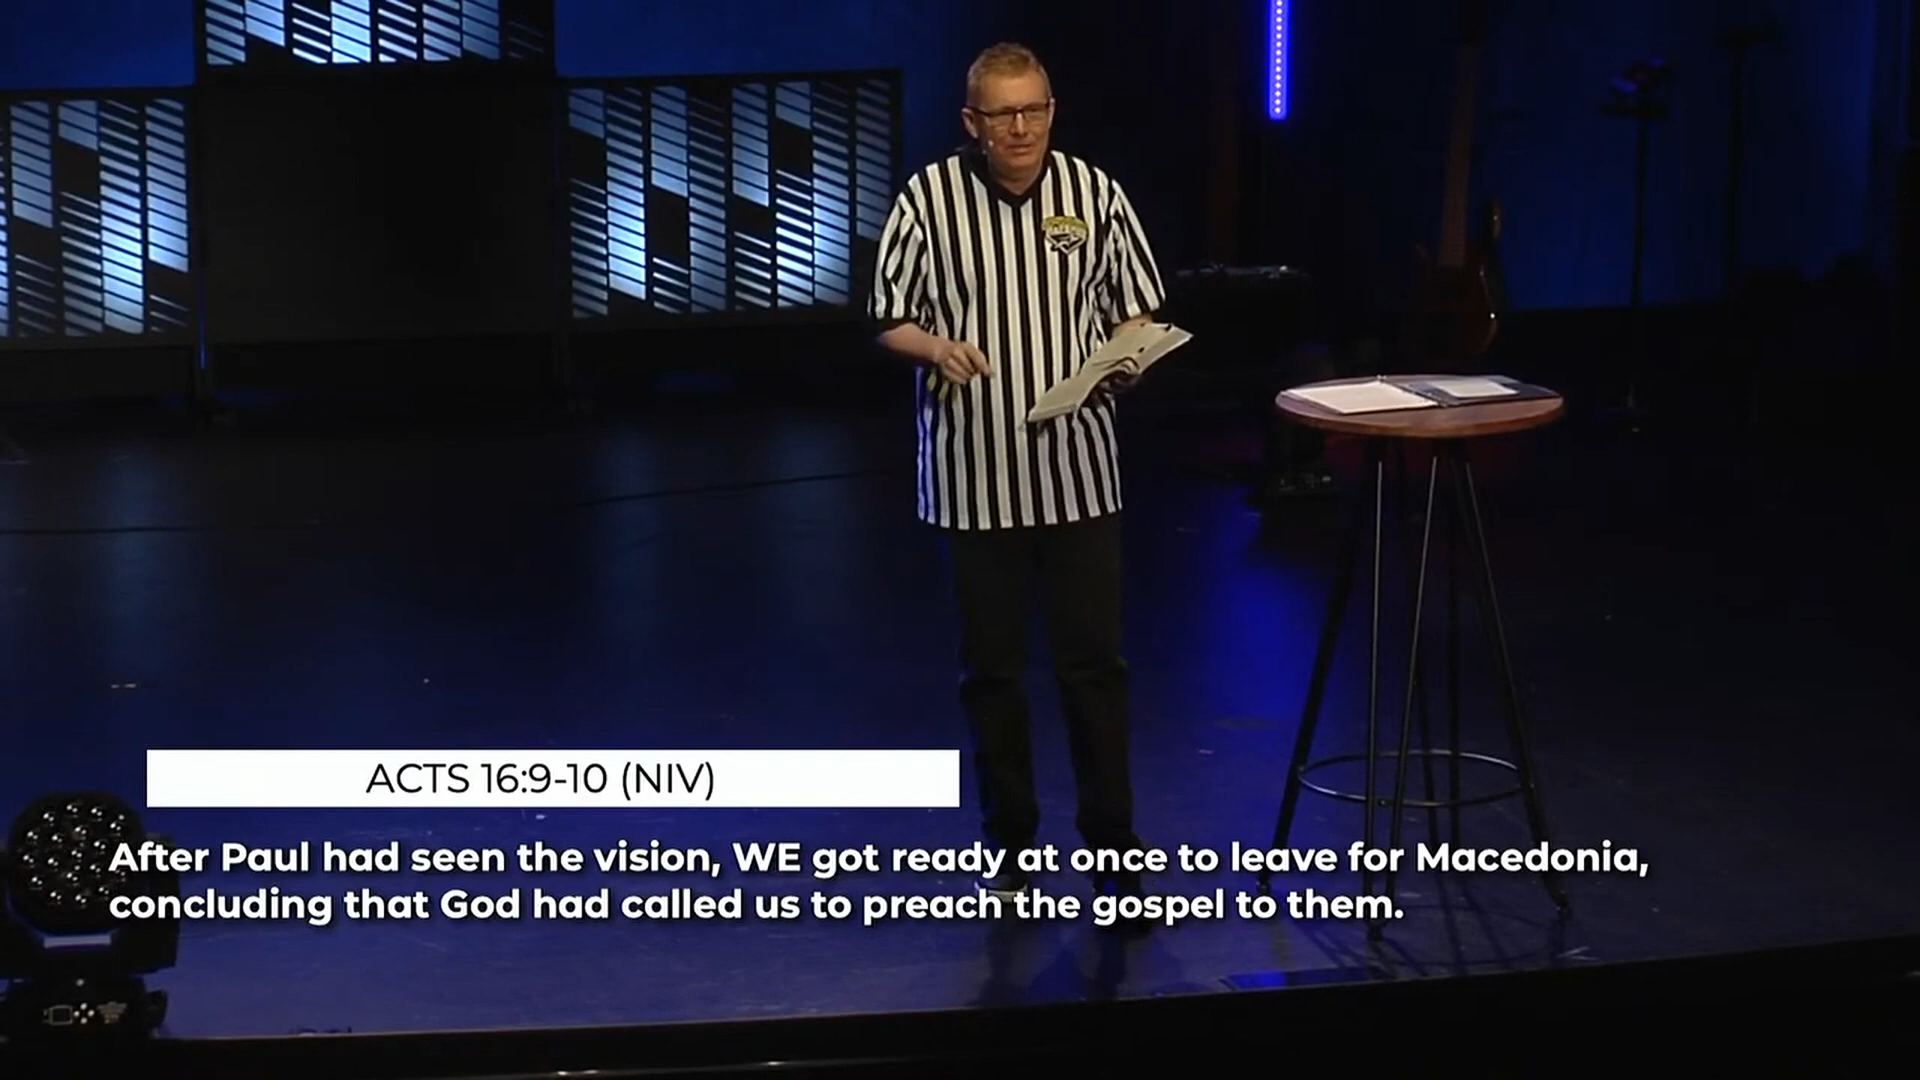 ACTS 16:9-10 (NIV)
After Paul had seen the vision, WE got ready at once to leave for Macedonia,
concluding that God had called us to preach the gospel to them.